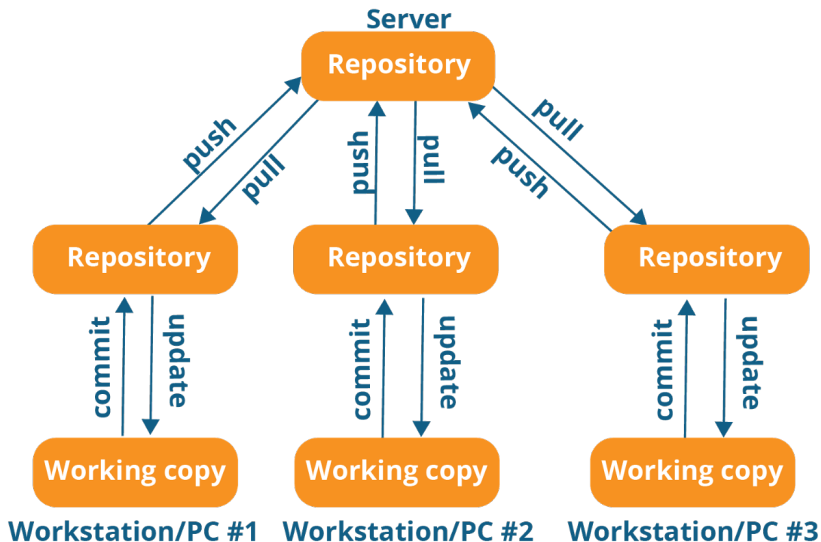 Server
Repository
push
pull
push
pull
push
pull
Repository
Repository
Repository
commit
update
commit
update
commit
update
Working copy
Working copy
Working copy
Workstation/PC #1
Workstation/PC #2
Workstation/PC #3